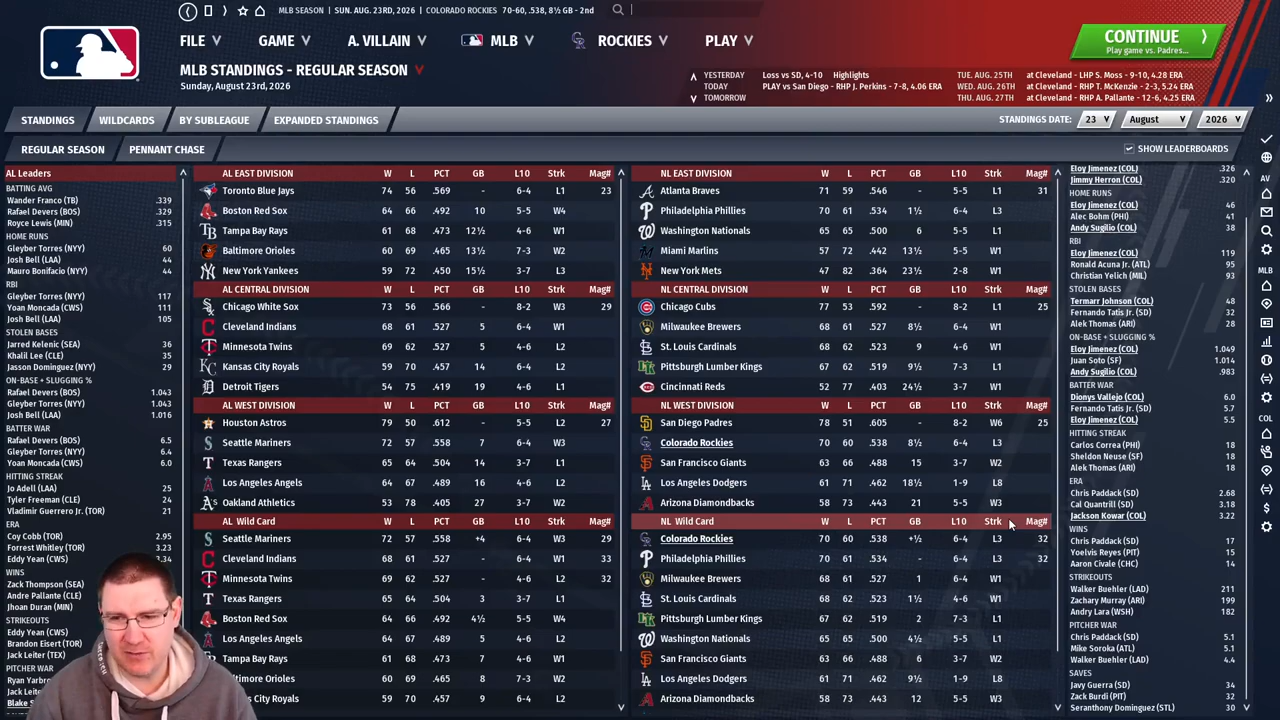 MLB SEASON | SUN. AUG. 23RD, 2026 | COLORADO ROCKIES 70-60, .538, 8½ GB - 2nd
FILE GAME A. VILLAIN MLB ROCKIES PLAY
CONTINUE
Play game vs. Padres...
MLB STANDINGS - REGULAR SEASON
Sunday, August 23rd, 2026
YESTERDAY Loss vs SD, 4-10 Highlights
TODAY PLAY vs San Diego - RHP J. Perkins - 7-8, 4.06 ERA
TOMORROW
TUE. AUG. 25TH at Cleveland - LHP S. Moss - 9-10, 4.28 ERA
WED. AUG. 26TH at Cleveland - RHP T. McKenzie - 2-3, 5.24 ERA
THU. AUG. 27TH at Cleveland - RHP A. Pallante - 12-6, 4.25 ERA
STANDINGS WILDCARDS BY SUBLEAGUE EXPANDED STANDINGS
STANDINGS DATE: 23 August 2026
REGULAR SEASON PENNANT CHASE
SHOW LEADERBOARDS
AL Leaders
BATTING AVG
Wander Franco (TB) .339
Rafael Devers (BOS) .329
Royce Lewis (MIN) .315
HOME RUNS
Gleyber Torres (NYY) 60
Josh Bell (LAA) 44
Mauro Bonifacio (NYY) 44
RBI
Gleyber Torres (NYY) 117
Yoan Moncada (CWS) 111
Josh Bell (LAA) 105
STOLEN BASES
Jarred Kelenic (SEA) 36
Khalil Lee (CLE) 35
Jasson Dominguez (NYY) 29
ON-BASE + SLUGGING %
Rafael Devers (BOS) 1.043
Gleyber Torres (NYY) 1.043
Josh Bell (LAA) 1.016
BATTER WAR
Rafael Devers (BOS) 6.5
Gleyber Torres (NYY) 6.4
Yoan Moncada (CWS) 6.0
HITTING STREAK
Jo Adell (LAA) 25
Tyler Freeman (CLE) 24
Vladimir Guerrero Jr. (TOR) 21
ERA
Coy Cobb (TOR) 2.95
Forrest Whitley (TOR) 3.23
Eddy Yean (CWS) 3.34
WINS
Zack Thompson (SEA)
Andre Pallante (CLE)
Jhoan Duran (MIN)
STRIKEOUTS
Eddy Yean (CWS)
Brandon Eisert (TOR)
Jack Leiter (TEX)
PITCHER WAR
Ryan Yarbro
Jack Leiter
Blake S
AL EAST DIVISION W L PCT GB L10 Strk Mag#
Toronto Blue Jays 74 56 .569 - 6-4 L1 23
Boston Red Sox 64 66 .492 10 5-5 W4
Tampa Bay Rays 61 68 .473 12½ 4-6 W1
Baltimore Orioles 60 69 .465 13½ 7-3 W2
New York Yankees 59 72 .450 15½ 3-7 L3
AL CENTRAL DIVISION W L PCT GB L10 Strk Mag#
Chicago White Sox 73 56 .566 - 8-2 W3 29
Cleveland Indians 68 61 .527 5 6-4 W1
Minnesota Twins 69 62 .527 5 4-6 L2
Kansas City Royals 59 70 .457 14 6-4 L2
Detroit Tigers 54 75 .419 19 4-6 L1
AL WEST DIVISION W L PCT GB L10 Strk Mag#
Houston Astros 79 50 .612 - 5-5 L2 27
Seattle Mariners 72 57 .558 7 6-4 W3
Texas Rangers 65 64 .504 14 3-7 L1
Los Angeles Angels 64 67 .489 16 4-6 L2
Oakland Athletics 53 78 .405 27 3-7 W2
AL Wild Card W L PCT GB L10 Strk Mag#
Seattle Mariners 72 57 .558 +4 6-4 W3 29
Cleveland Indians 68 61 .527 - 6-4 W1 33
Minnesota Twins 69 62 .527 - 4-6 L2 32
Texas Rangers 65 64 .504 3 3-7 L1
Boston Red Sox 64 66 .492 4½ 5-5 W4
Los Angeles Angels 64 67 .489 5 4-6 L2
Tampa Bay Rays 61 68 .473 7 4-6 W1
timore Orioles 60 69 .465 8 7-3 W2
s City Royals 59 70 .457 9 6-4 L2
NL EAST DIVISION W L PCT GB L10 Strk Mag#
Atlanta Braves 71 59 .546 - 5-5 L1 31
Philadelphia Phillies 70 61 .534 1½ 6-4 L3
Washington Nationals 65 65 .500 6 5-5 L1
Miami Marlins 57 72 .442 13½ 5-5 W1
New York Mets 47 82 .364 23½ 2-8 W1
NL CENTRAL DIVISION W L PCT GB L10 Strk Mag#
Chicago Cubs 77 53 .592 - 8-2 L1 25
Milwaukee Brewers 68 61 .527 8½ 6-4 W1
St. Louis Cardinals 68 62 .523 9 4-6 W1
Pittsburgh Lumber Kings 67 62 .519 9½ 7-3 L1
Cincinnati Reds 52 77 .403 24½ 3-7 W1
NL WEST DIVISION W L PCT GB L10 Strk Mag#
San Diego Padres 78 51 .605 - 8-2 W6 25
Colorado Rockies 70 60 .538 8½ 6-4 L3
San Francisco Giants 63 66 .488 15 3-7 W2
Los Angeles Dodgers 61 71 .462 18½ 1-9 L8
Arizona Diamondbacks 58 73 .443 21 5-5 W3
NL Wild Card W L PCT GB L10 Strk Mag#
Colorado Rockies 70 60 .538 +½ 6-4 L3 32
Philadelphia Phillies 70 61 .534 - 6-4 L3 32
Milwaukee Brewers 68 61 .527 1 6-4 W1
St. Louis Cardinals 68 62 .523 1½ 4-6 W1
Pittsburgh Lumber Kings 67 62 .519 2 7-3 L1
Washington Nationals 65 65 .500 4½ 5-5 L1
San Francisco Giants 63 66 .488 6 3-7 W2
Los Angeles Dodgers 61 71 .462 9½ 1-9 L8
Arizona Diamondbacks 58 73 .443 12 5-5 W3
Eloy Jimenez (COL) .326
Jimmy Herron (COL) .320
HOME RUNS
Eloy Jimenez (COL) 46
Alec Bohm (PHI) 41
Andy Sugilio (COL) 38
RBI
Eloy Jimenez (COL) 119
Ronald Acuna Jr. (ATL) 95
Christian Yelich (MIL) 93
STOLEN BASES
Termarr Johnson (COL) 48
Fernando Tatis Jr. (SD) 32
Alek Thomas (ARI) 28
ON-BASE + SLUGGING %
Eloy Jimenez (COL) 1.049
Juan Soto (SF) 1.014
Andy Sugilio (COL) .983
BATTER WAR
Dionys Vallejo (COL) 6.0
Fernando Tatis Jr. (SD) 5.7
Eloy Jimenez (COL) 5.5
HITTING STREAK
Carlos Correa (PHI) 18
Sheldon Neuse (SF) 18
Alek Thomas (ARI) 18
ERA
Chris Paddack (SD) 2.68
Cal Quantrill (SD) 3.18
Jackson Kowar (COL) 3.22
WINS
Chris Paddack (SD) 17
Yoelvis Reyes (PIT) 15
Aaron Civale (CHC) 14
STRIKEOUTS
Walker Buehler (LAD) 211
Zachary Murray (ARI) 199
Andry Lara (WSH) 182
PITCHER WAR
Chris Paddack (SD) 5.1
Mike Soroka (ATL) 5.1
Walker Buehler (LAD) 4.4
SAVES
Javy Guerra (SD) 34
Zack Burdi (PIT) 32
Seranthony Dominguez (STL) 30
AV
MLB
COL